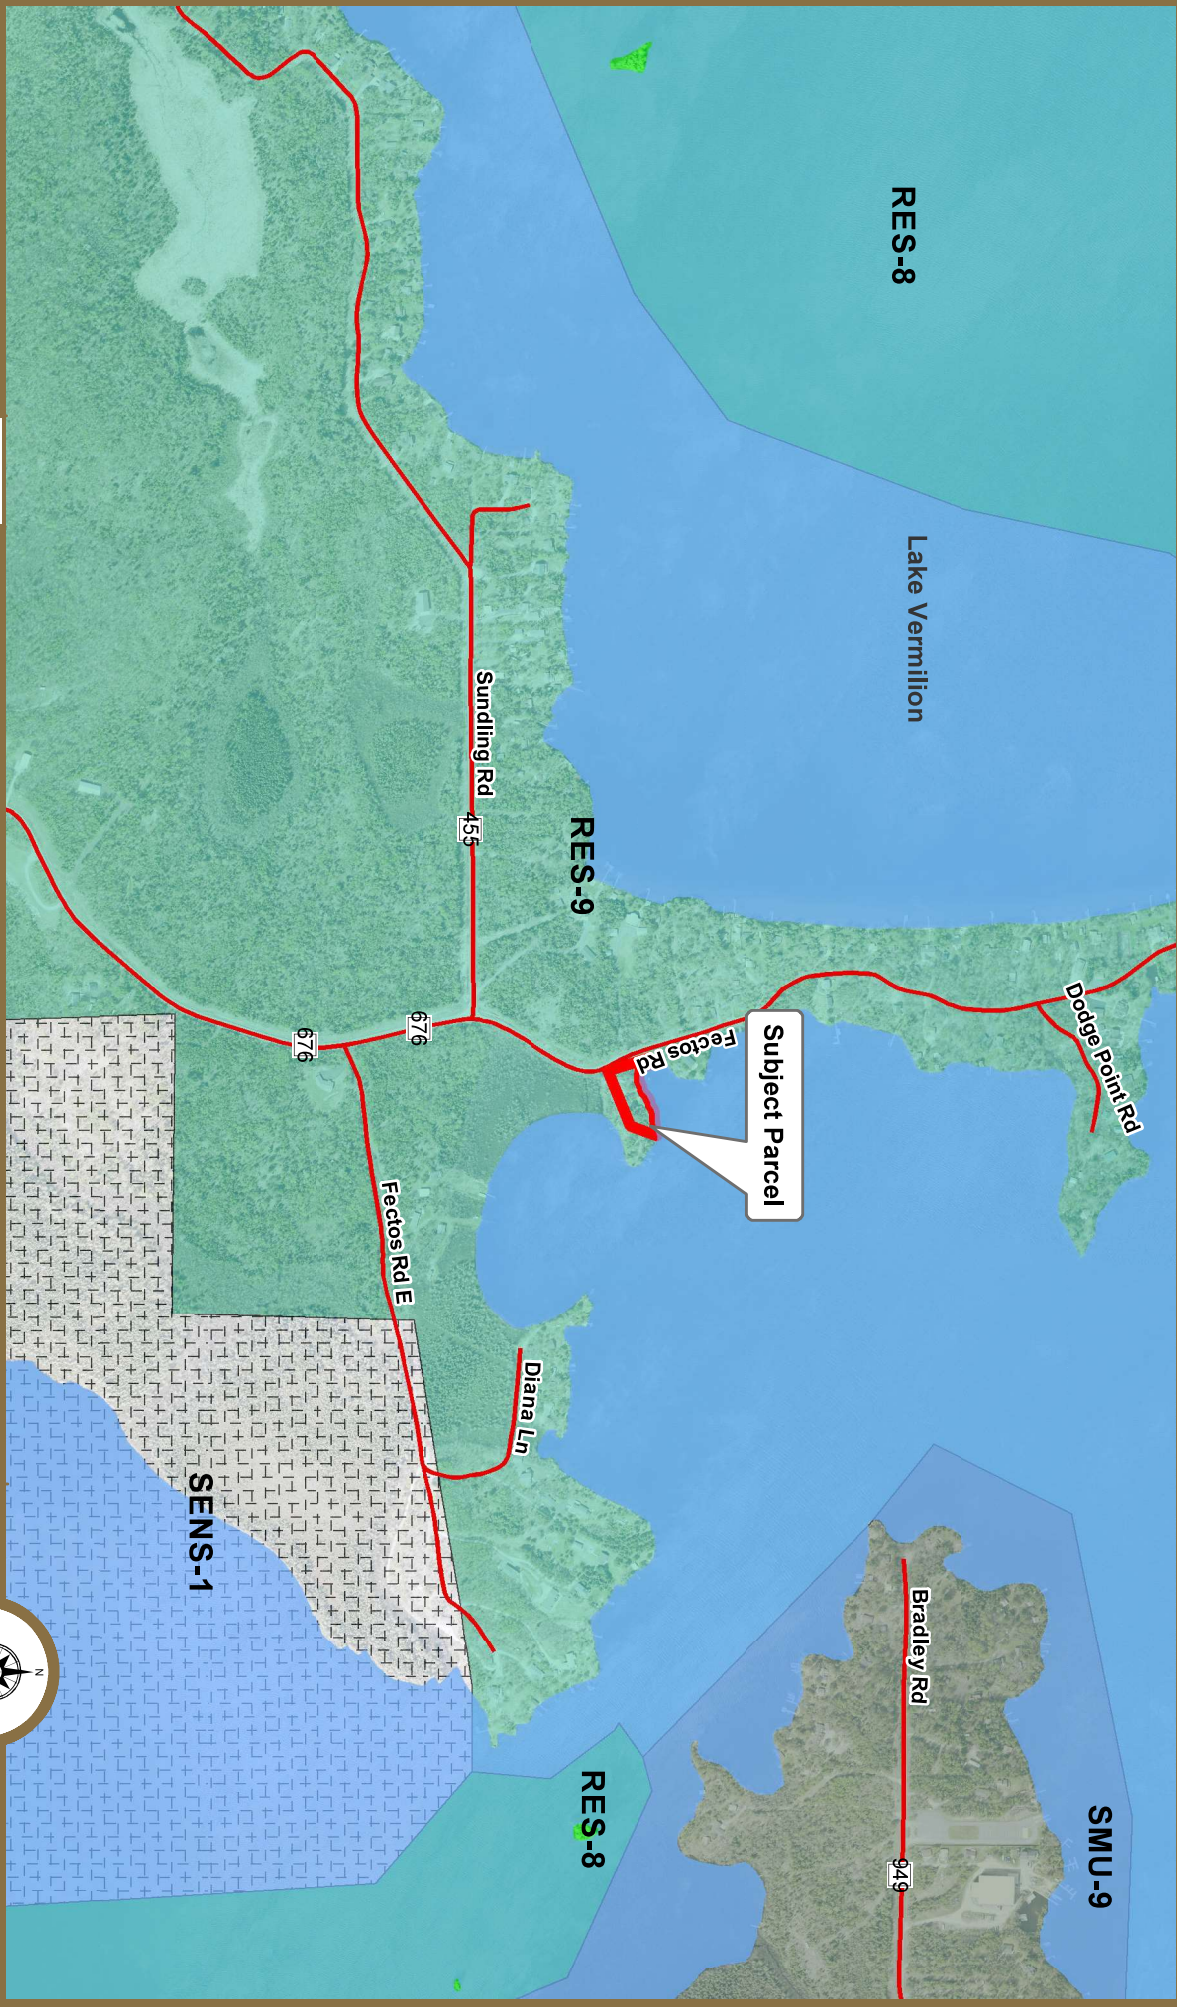 RES-8
Lake Vermilion
Sundling Rd
455
RES-9
676
676
Fectos Rd
Subject Parcel
Dodge Point Rd
Fectos Rd E
Diana Ln
SENS-1
Bradley Rd
949
SMU-9
RES-8
N